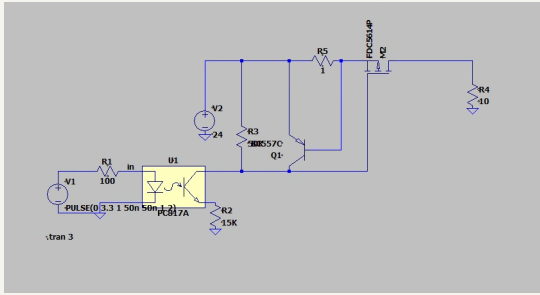 FDC5614P
M2
R5
1
R4
10
V2
24
R3
BC557C
Q1
U1
R1
100
in
V1
PULSE(0 3.3 1 50n 50n 1 2)
PC817A
R2
15K
.tran 3